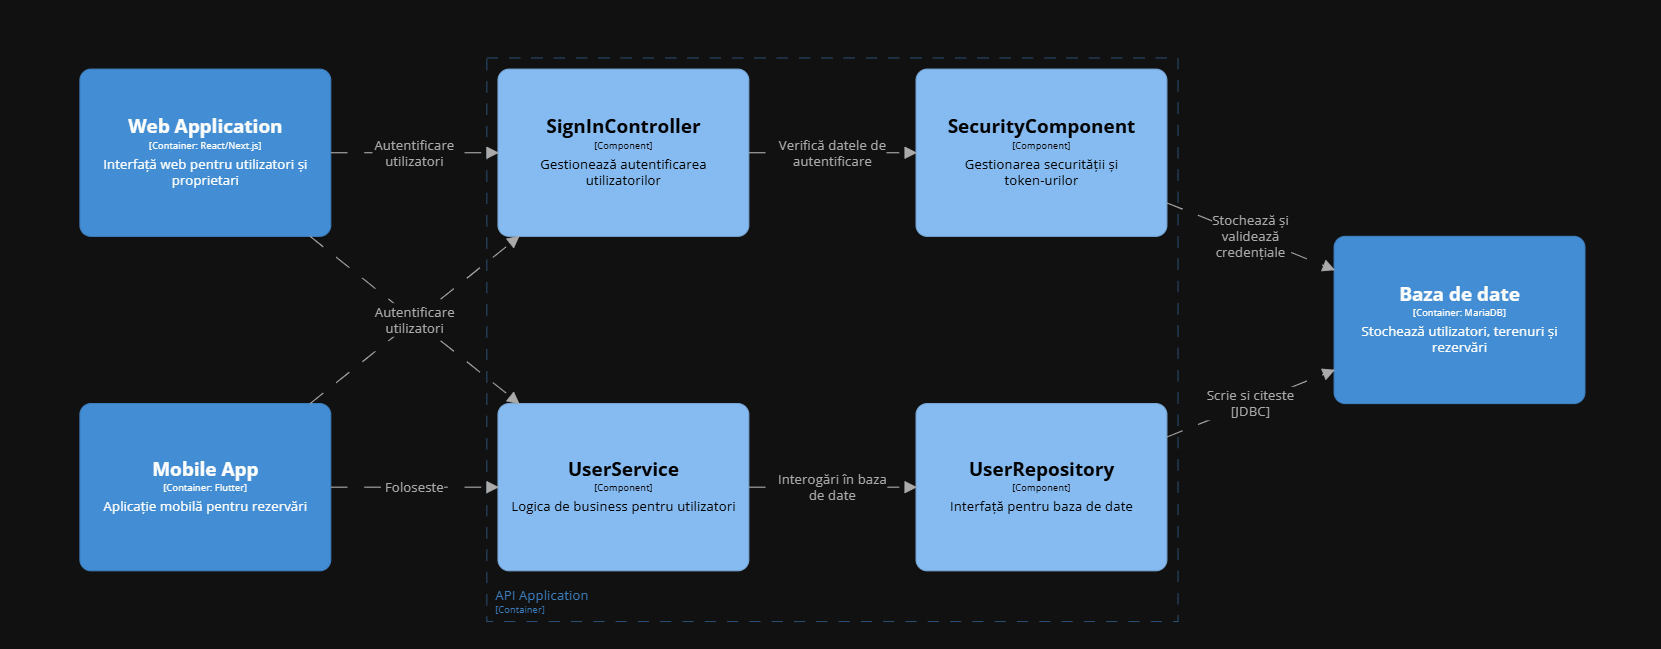 Web Application
[Container: React/Next.js]
Interfață web pentru utilizatori și
proprietari
Autentificare
utilizatori
SignInController
[Component]
Gestionează autentificarea
utilizatorilor
Verifică datele de
autentificare
SecurityComponent
[Component]
Gestionarea securității și
token-urilor
Stochează și
validează
credențiale
Baza de date
[Container: MariaDB]
Stochează utilizatori, terenuri și
rezervări
Autentificare
utilizatori
Mobile App
[Container: Flutter]
Aplicație mobilă pentru rezervări
Foloseste
UserService
[Component]
Logica de business pentru utilizatori
Interogări în baza
de date
UserRepository
[Component]
Interfață pentru baza de date
Scrie si citeste
[JDBC]
API Application
[Container]